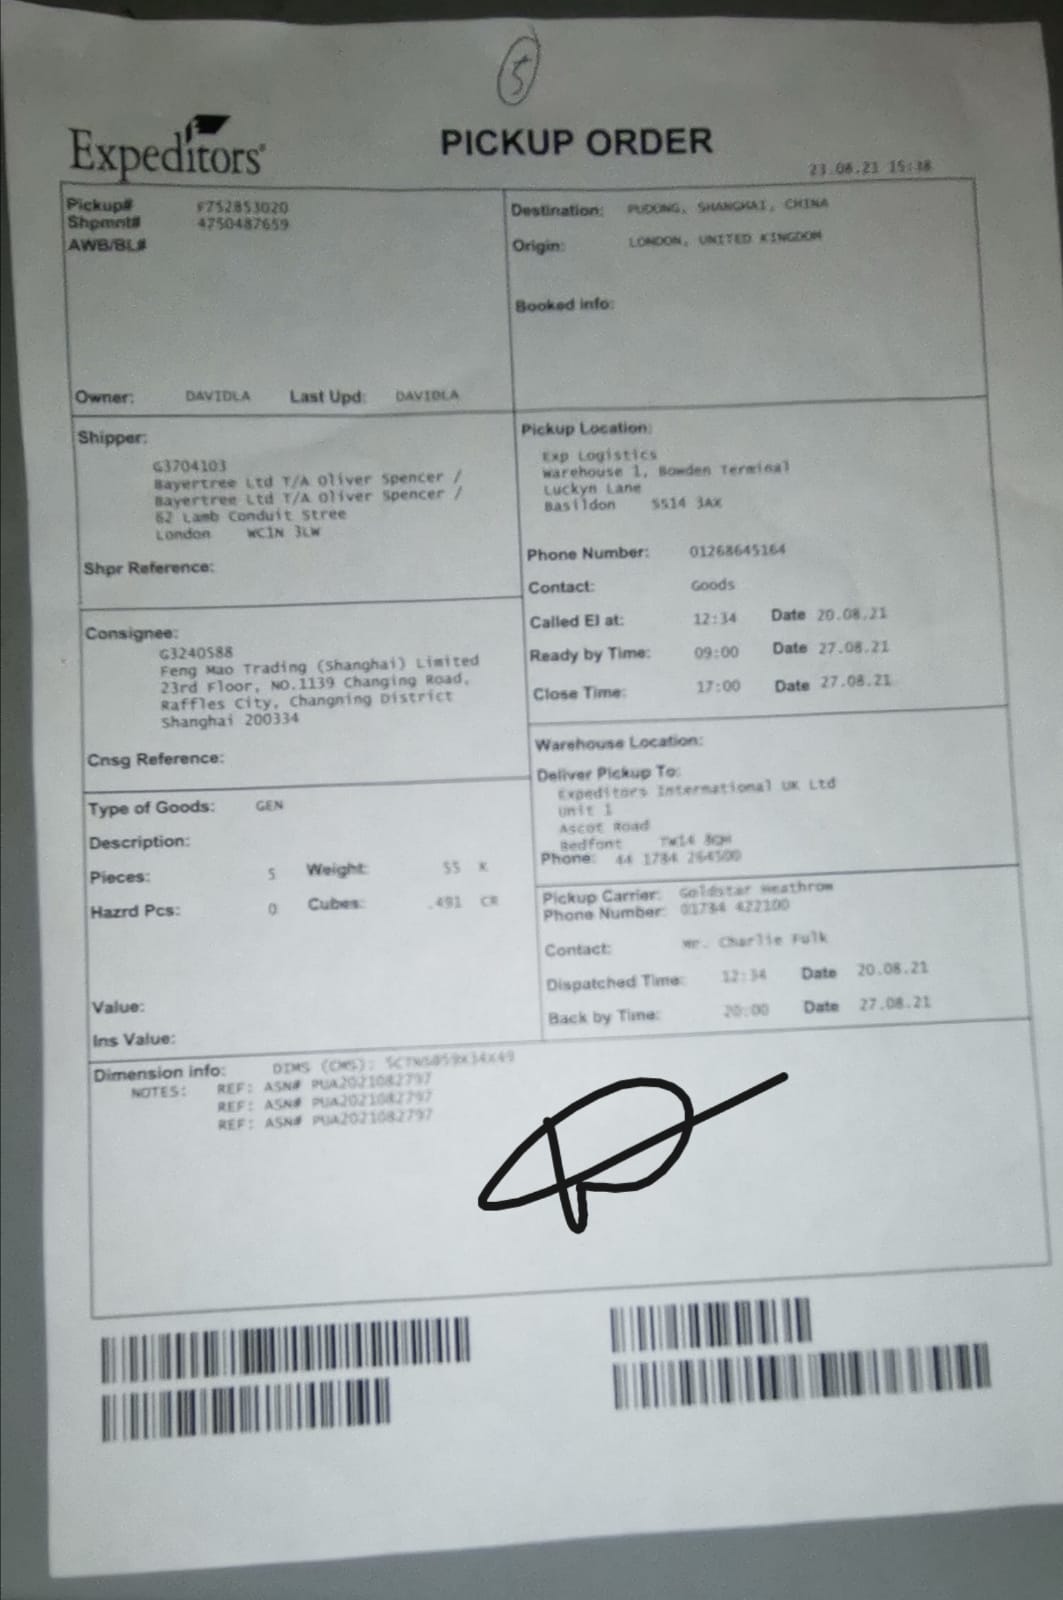 5
Expeditors
PICKUP ORDER
23.08.21 15:38
Pickup# F752853020
Shpmnt# 4750487659
AWB/BL#
Owner: DAVIDLA Last Upd: DAVIDLA
Destination: PUDONG, SHANGHAI, CHINA
Origin: LONDON, UNITED KINGDOM
Booked info:
Shipper:
G3704103
Bayertree Ltd T/A Oliver Spencer /
Bayertree Ltd T/A Oliver Spencer /
62 Lamb Conduit Stree
London WC1N 3LW
Shpr Reference:
Pickup Location:
Exp Logistics
Warehouse 1, Bowden Terminal
Luckyn Lane
Basildon SS14 3AX
Phone Number: 01268645164
Contact: Goods
Called EI at: 12:34 Date 20.08.21
Ready by Time: 09:00 Date 27.08.21
Close Time: 17:00 Date 27.08.21
Consignee:
G3240588
Feng Mao Trading (Shanghai) Limited
23rd Floor, NO.1139 Changing Road,
Raffles City, Changning District
Shanghai 200334
Cnsg Reference:
Warehouse Location:
Deliver Pickup To:
Expeditors International UK Ltd
Unit 1
Ascot Road
Bedfont TW14 8QH
Phone: 44 1784 264500
Type of Goods: GEN
Description:
Pieces: 5 Weight: 55 K
Hazrd Pcs: 0 Cubes: .491 CR
Value:
Ins Value:
Pickup Carrier: Goldstar Heathrow
Phone Number: 01784 422100
Contact: Mr. Charlie Fulk
Dispatched Time: 12:34 Date 20.08.21
Back by Time: 20:00 Date 27.08.21
Dimension info: DIMS (CMS):
NOTES: REF: ASN# PUA2021082797
REF: ASN# PUA2021082797
REF: ASN# PUA2021082797